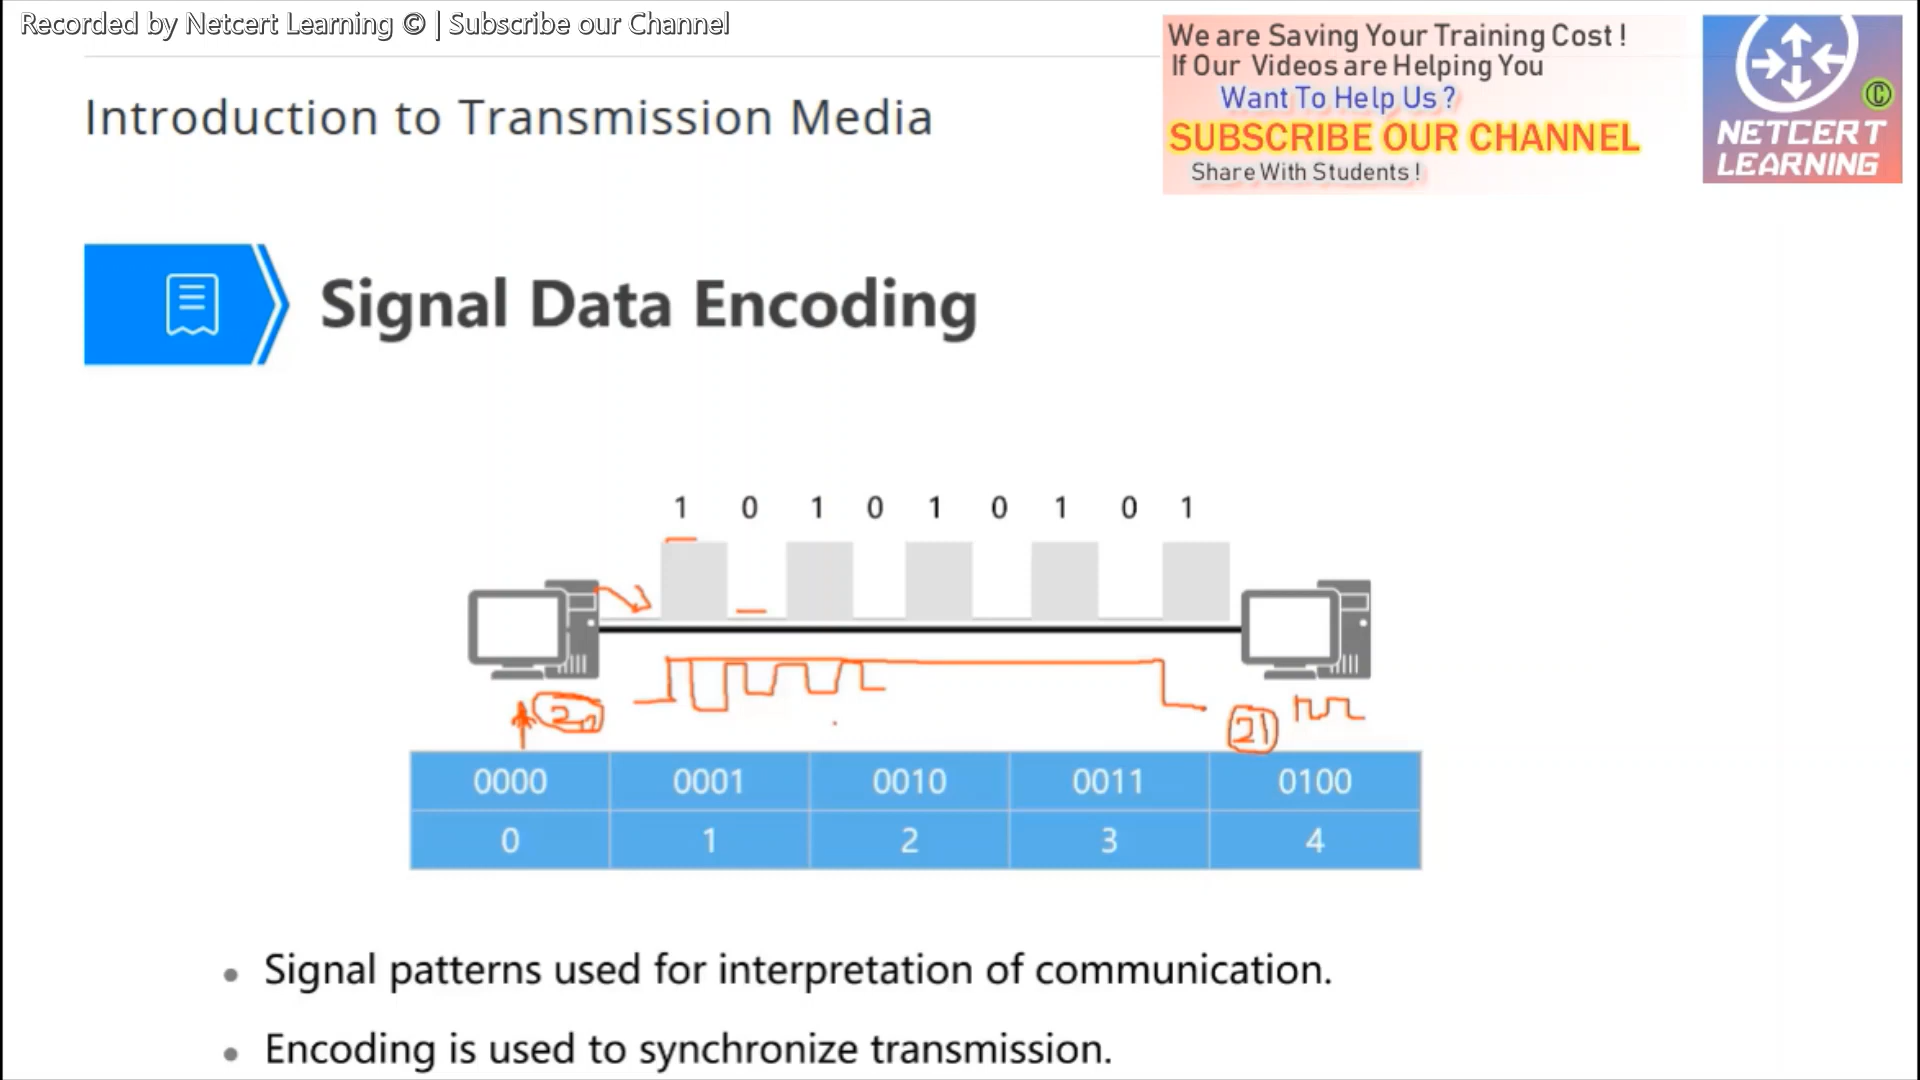 Recorded by Netcert Learning © | Subscribe our Channel
We are Saving Your Training Cost !
If Our Videos are Helping You
Want To Help Us ?
SUBSCRIBE OUR CHANNEL
Share With Students !
©
NETCERT
LEARNING
Introduction to Transmission Media
Signal Data Encoding
1 0 1 0 1 0 1 0 1
21
0000 0001 0010 0011 0100
0 1 2 3 4
• Signal patterns used for interpretation of communication.
• Encoding is used to synchronize transmission.